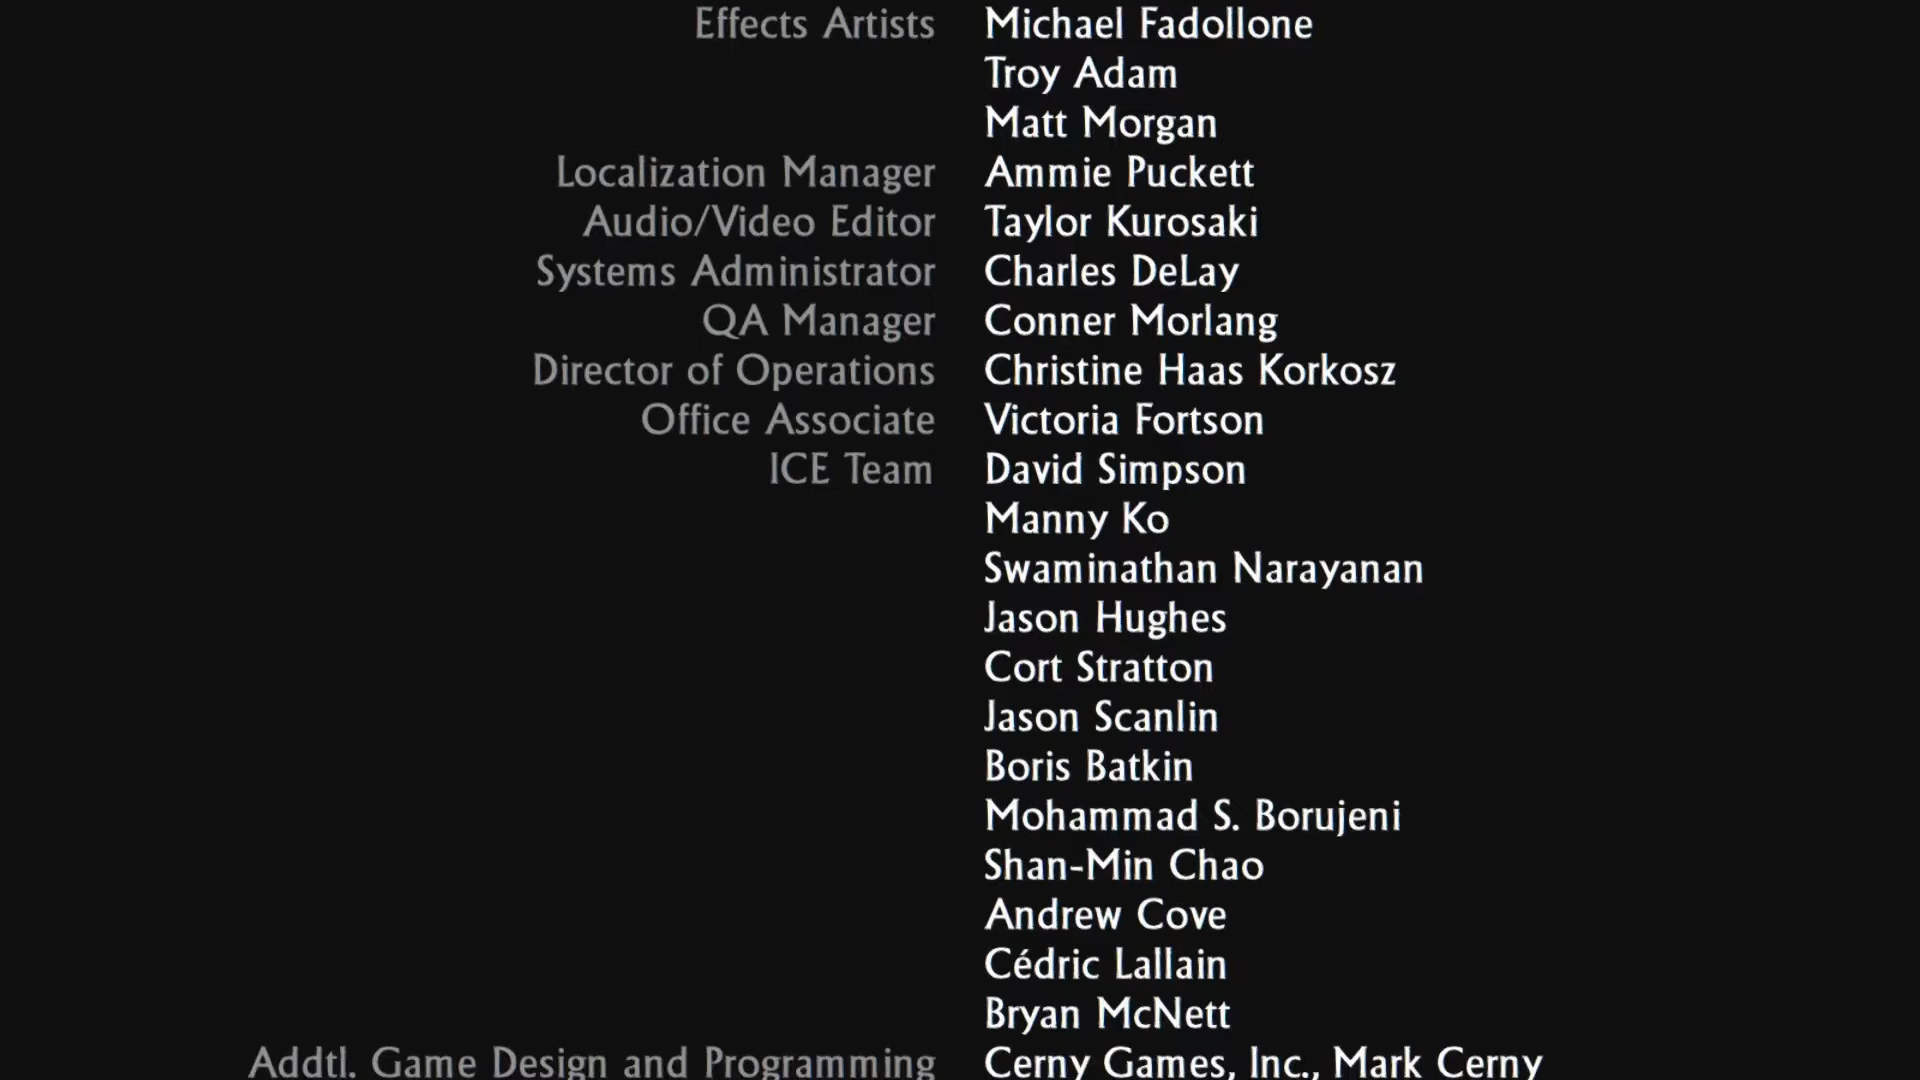 Effects Artists Michael Fadollone
Troy Adam
Matt Morgan
Localization Manager Ammie Puckett
Audio/Video Editor Taylor Kurosaki
Systems Administrator Charles DeLay
QA Manager Conner Morlang
Director of Operations Christine Haas Korkosz
Office Associate Victoria Fortson
ICE Team David Simpson
Manny Ko
Swaminathan Narayanan
Jason Hughes
Cort Stratton
Jason Scanlin
Boris Batkin
Mohammad S. Borujeni
Shan-Min Chao
Andrew Cove
Cédric Lallain
Bryan McNett
Addtl. Game Design and Programming Cerny Games, Inc., Mark Cerny